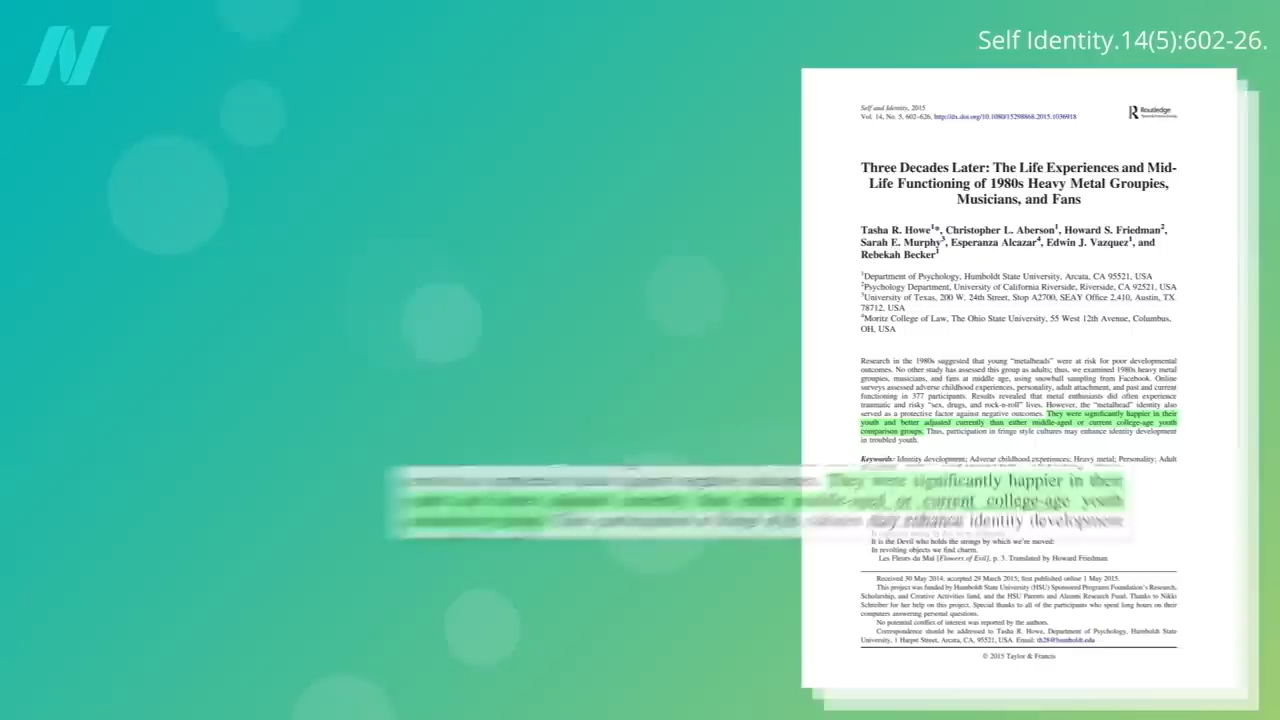 Self Identity.14(5):602-26.
Self and Identity, 2015
Vol. 14, No. 5, 602–626, http://dx.doi.org/10.1080/15298868.2015.1036918
Routledge
Three Decades Later: The Life Experiences and Mid-
Life Functioning of 1980s Heavy Metal Groupies,
Musicians, and Fans
Tasha R. Howe1*, Christopher L. Aberson1, Howard S. Friedman2,
Sarah E. Murphy3, Esperanza Alcazar4, Edwin J. Vazquez1, and
Rebekah Becker1
1Department of Psychology, Humboldt State University, Arcata, CA 95521, USA
2Psychology Department, University of California Riverside, Riverside, CA 92521, USA
3University of Texas, 200 W. 24th Street, Stop A2700, SEAY Office 2.410, Austin, TX
78712, USA
4Moritz College of Law, The Ohio State University, 55 West 12th Avenue, Columbus,
OH, USA
Research in the 1980s suggested that young “metalheads” were at risk for poor developmental
outcomes. No other study has assessed this group as adults; thus, we examined 1980s heavy metal
groupies, musicians, and fans at middle age, using snowball sampling from Facebook. Online
surveys assessed adverse childhood experiences, personality, adult attachment, and past and current
functioning in 377 participants. Results revealed that metal enthusiasts did often experience
traumatic and risky “sex, drugs, and rock-n-roll” lives. However, the “metalhead” identity also
served as a protective factor against negative outcomes. They were significantly happier in their
youth and better adjusted currently than either middle-aged or current college-age youth
comparison groups. Thus, participation in fringe style cultures may enhance identity development
in troubled youth.
Keywords: Identity development; Adverse childhood experiences; Heavy metal; Personality; Adult
They were significantly happier in their
middle-aged or current college-age youth
may enhance identity development
It is the Devil who holds the strings by which we’re moved:
In revolting objects we find charm.
Les Fleurs du Mal [Flowers of Evil], p. 3. Translated by Howard Friedman
Received 30 May 2014; accepted 29 March 2015; first published online 1 May 2015.
This project was funded by Humboldt State University (HSU) Sponsored Programs Foundation’s Research,
Scholarship, and Creative Activities fund, and the HSU Parents and Alumni Research Fund. Thanks to Nikki
Schreiber for her help on this project. Special thanks to all of the participants who spent long hours on their
computers answering personal questions.
No potential conflict of interest was reported by the authors.
Correspondence should be addressed to Tasha R. Howe, Department of Psychology, Humboldt State
University, 1 Harpst Street, Arcata, CA, 95521, USA. Email: th28@humboldt.edu
© 2015 Taylor & Francis